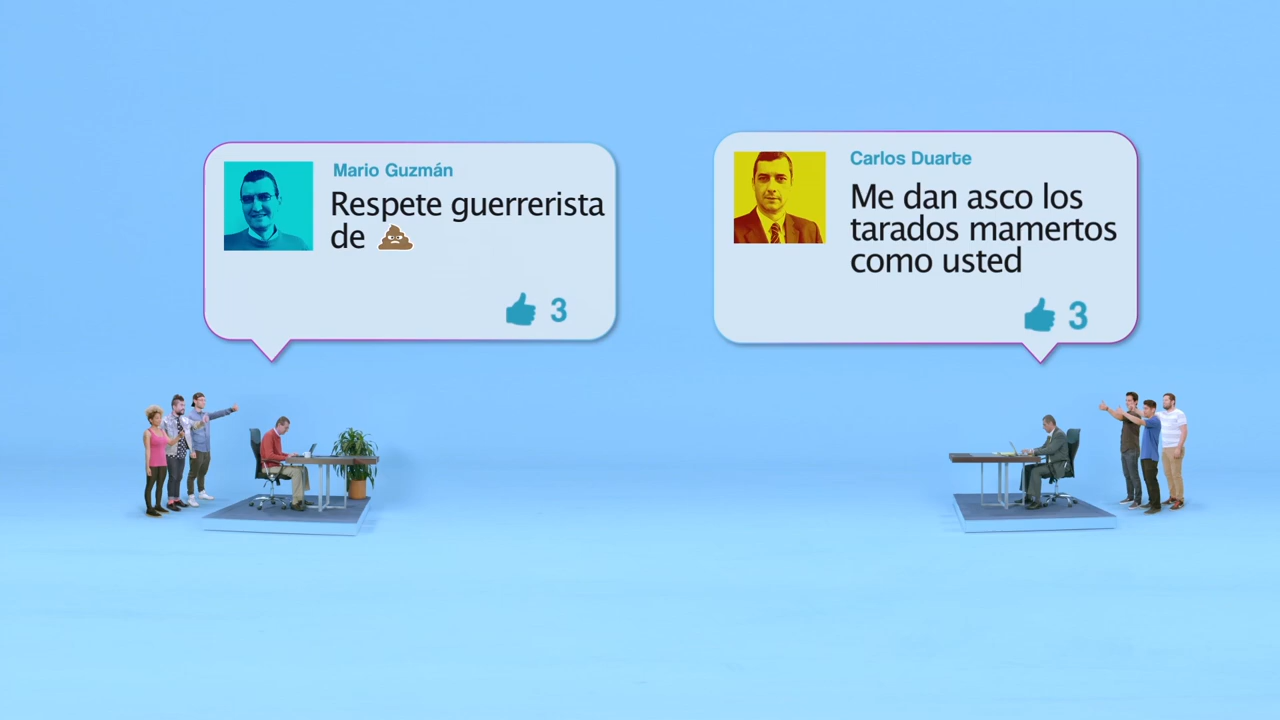 Mario Guzmán
Respete guerrerista
de 💩
3
Carlos Duarte
Me dan asco los
tarados mamertos
como usted
3